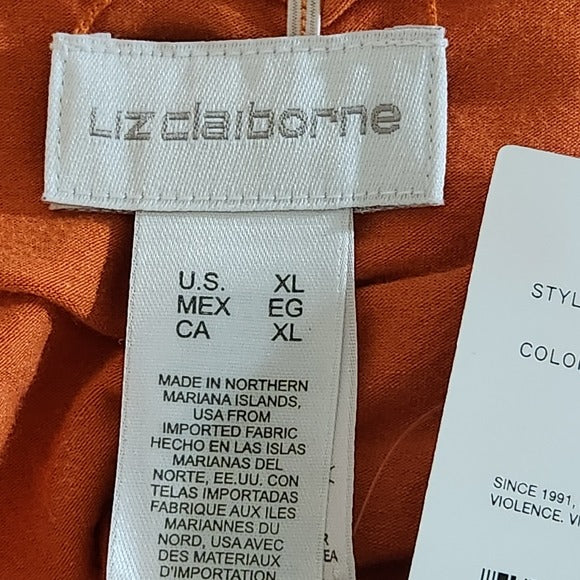 Liz claiborne
U.S. XL
MEX EG
CA XL
MADE IN NORTHERN
MARIANA ISLANDS,
USA FROM
IMPORTED FABRIC
HECHO EN LAS ISLAS
MARIANAS DEL
NORTE, EE.UU. CON
TELAS IMPORTADAS
FABRIQUE AUX ILES
MARIANNES DU
NORD, USA AVEC
DES MATERIAUX
D'IMPORTATION
STYL
COLO
SINCE 1991,
VIOLENCE. V